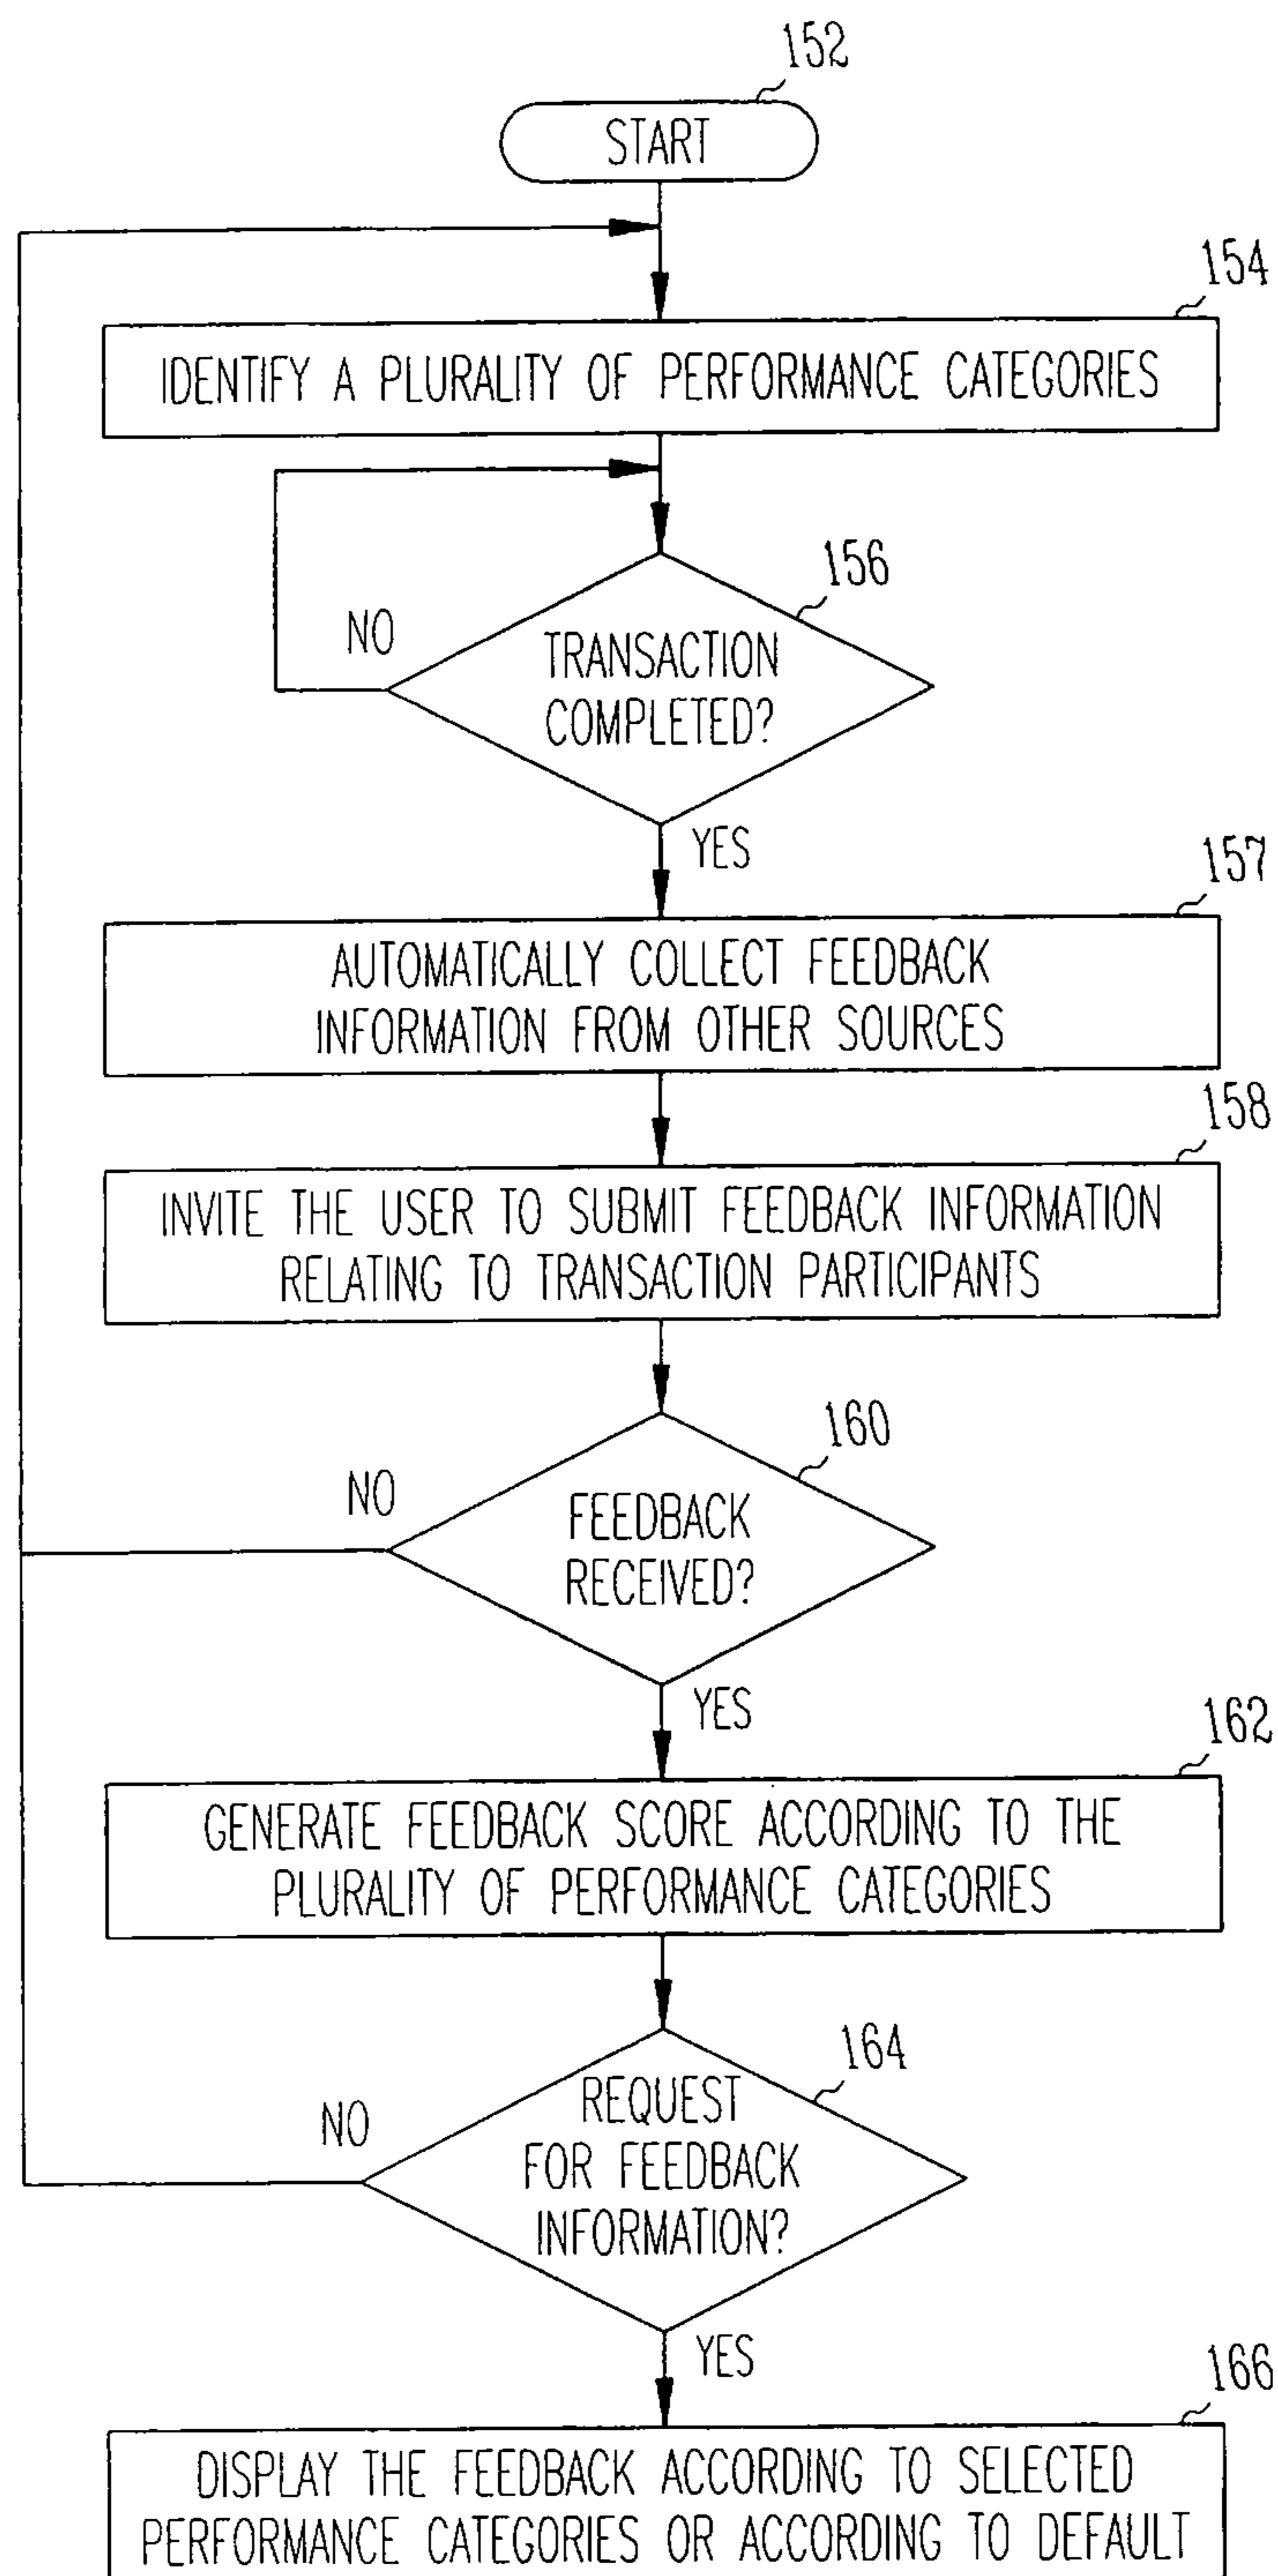 152
START
154
IDENTIFY A PLURALITY OF PERFORMANCE CATEGORIES
156
NO
TRANSACTION
COMPLETED?
YES
157
AUTOMATICALLY COLLECT FEEDBACK
INFORMATION FROM OTHER SOURCES
158
INVITE THE USER TO SUBMIT FEEDBACK INFORMATION
RELATING TO TRANSACTION PARTICIPANTS
160
NO
FEEDBACK
RECEIVED?
YES
162
GENERATE FEEDBACK SCORE ACCORDING TO THE
PLURALITY OF PERFORMANCE CATEGORIES
164
NO
REQUEST
FOR FEEDBACK
INFORMATION?
YES
166
DISPLAY THE FEEDBACK ACCORDING TO SELECTED
PERFORMANCE CATEGORIES OR ACCORDING TO DEFAULT